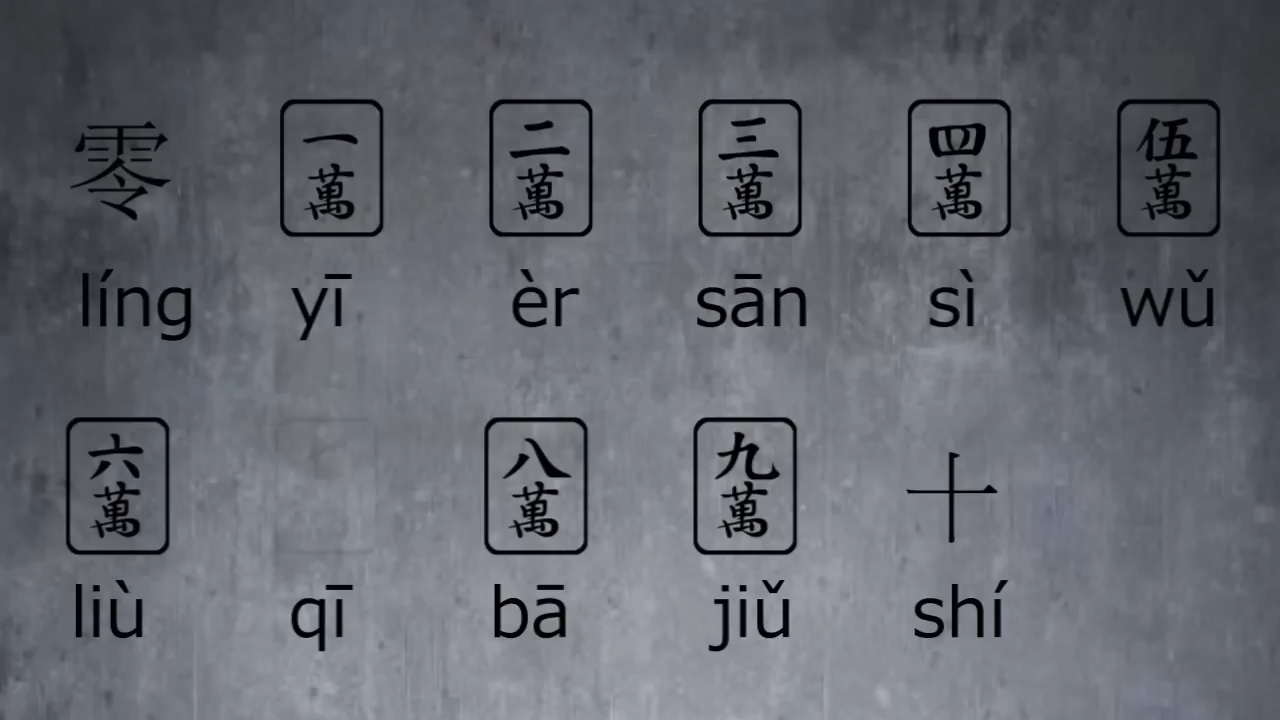 零 一萬 二萬 三萬 四萬 伍萬
líng yī èr sān sì wǔ
六萬 八萬 九萬 十
liù qī bā jiǔ shí